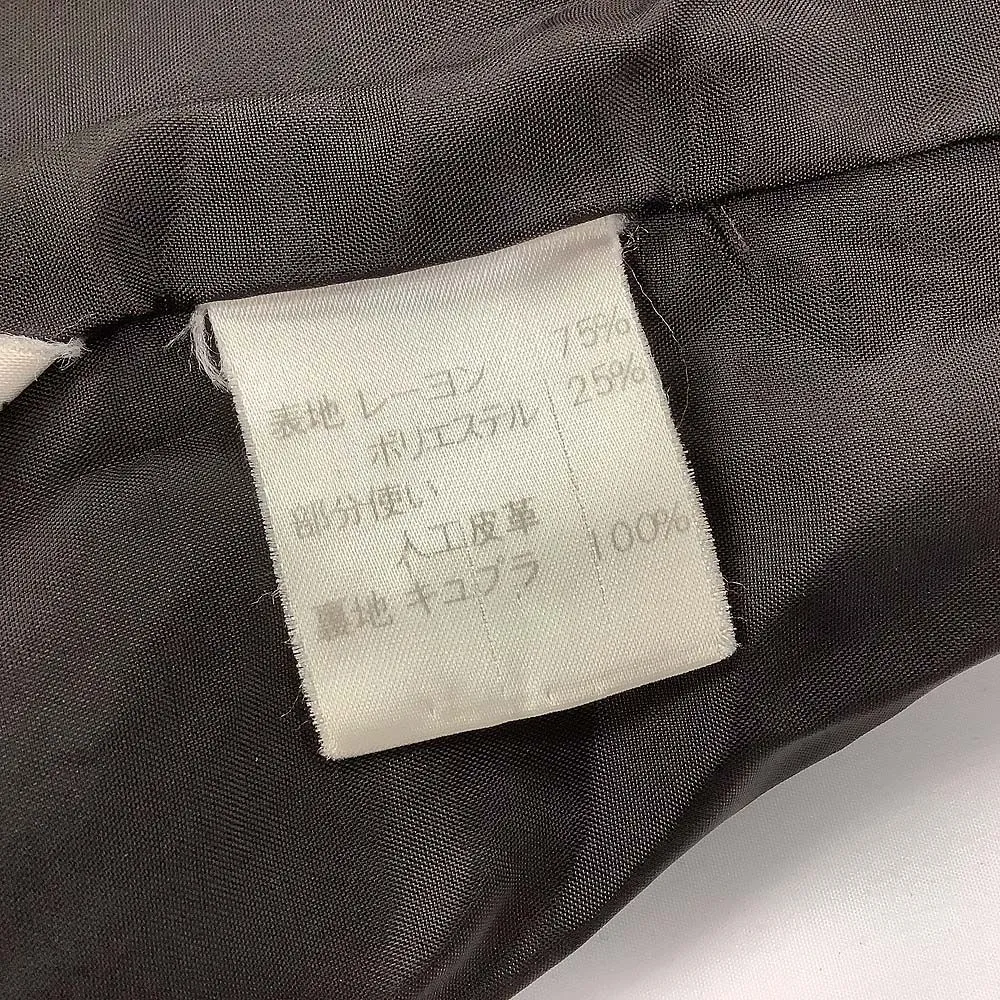 表地 レーヨン 75%
ポリエステル 25%
部分使い
人工皮革
裏地 キュプラ 100%